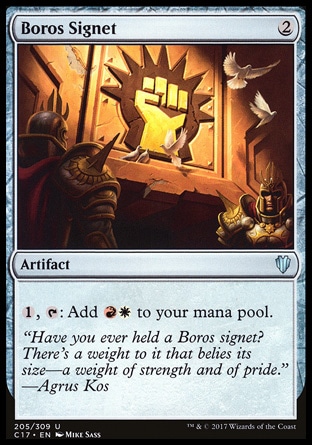 Boros Signet 2
Artifact
1, T: Add RW to your mana pool.
"Have you ever held a Boros signet?
There's a weight to it that belies its
size—a weight of strength and of pride."
—Agrus Kos
205/309 U
C17 • EN Mike Sass
™ & © 2017 Wizards of the Coast